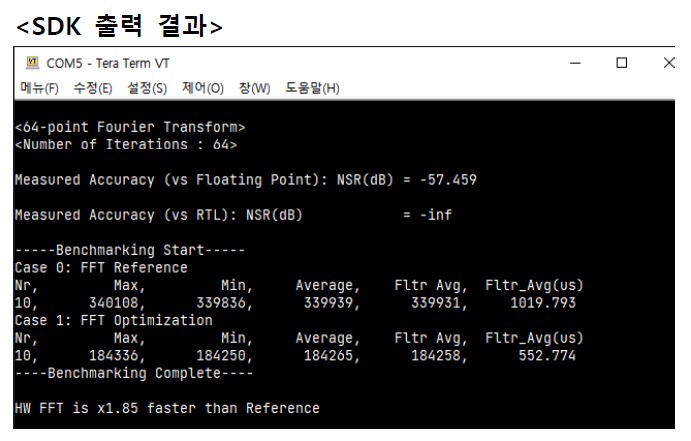 <SDK 출력 결과>
COM5 - Tera Term VT
메뉴(F) 수정(E) 설정(S) 제어(O) 창(W) 도움말(H)
<64-point Fourier Transform>
<Number of Iterations : 64>
Measured Accuracy (vs Floating Point): NSR(dB) = -57.459
Measured Accuracy (vs RTL): NSR(dB) = -inf
-----Benchmarking Start-----
Case 0: FFT Reference
Nr, Max, Min, Average, Fltr Avg, Fltr_Avg(us)
10, 340108, 339836, 339939, 339931, 1019.793
Case 1: FFT Optimization
Nr, Max, Min, Average, Fltr Avg, Fltr_Avg(us)
10, 184336, 184250, 184265, 184258, 552.774
----Benchmarking Complete----
HW FFT is x1.85 faster than Reference